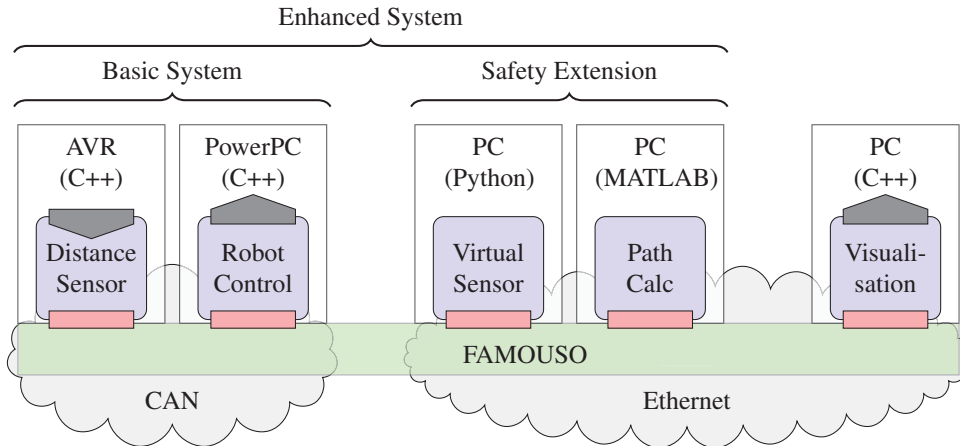 Enhanced System
Basic System
Safety Extension
AVR
(C++)
PowerPC
(C++)
PC
(Python)
PC
(MATLAB)
PC
(C++)
Distance
Sensor
Robot
Control
Virtual
Sensor
Path
Calc
Visuali-
sation
FAMOUSO
CAN
Ethernet